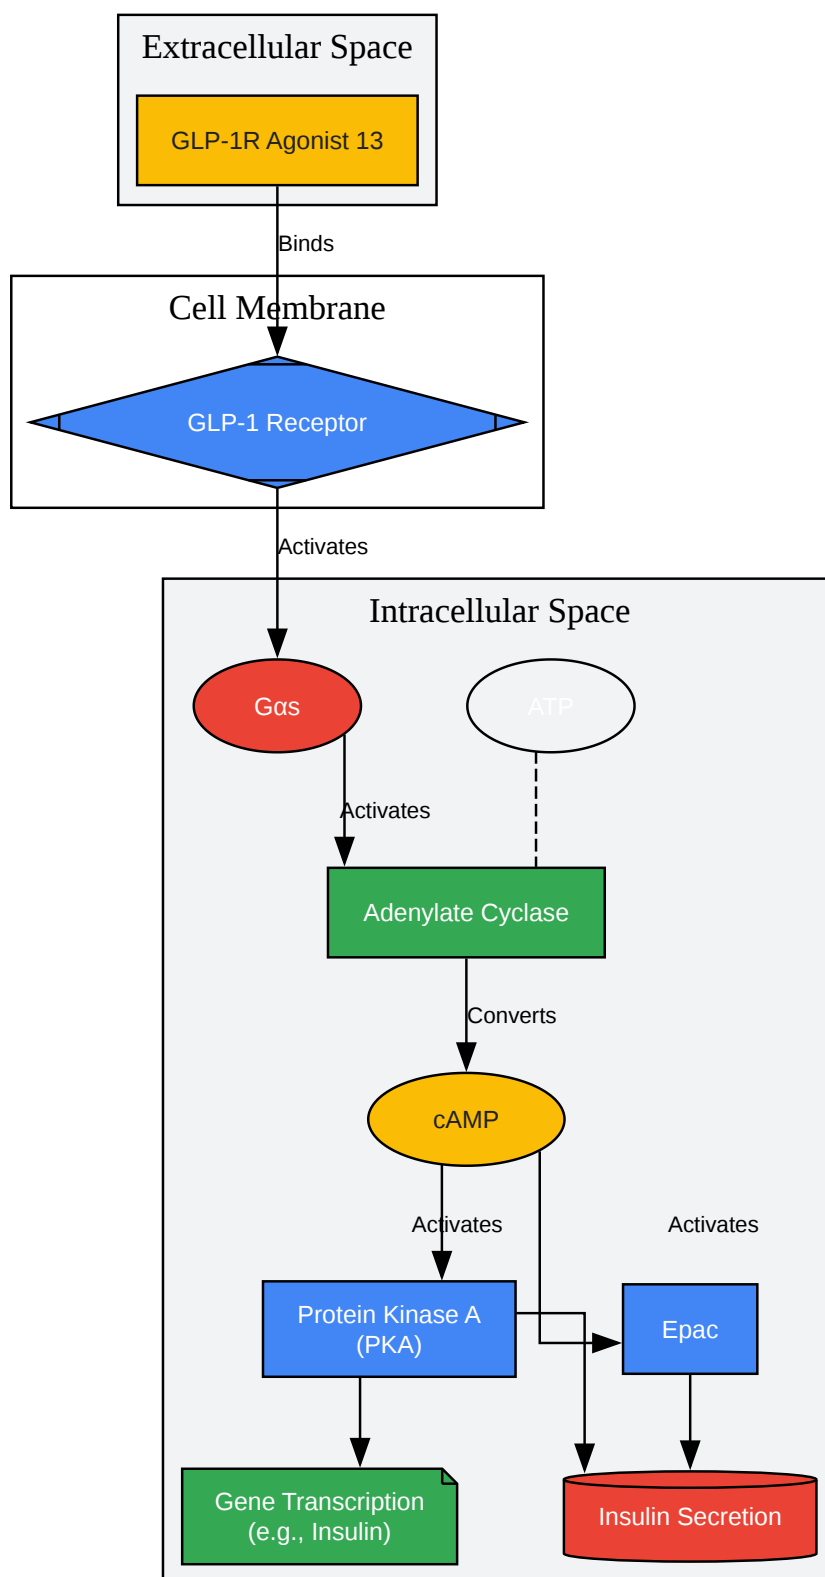 Extracellular Space
GLP-1R Agonist 13
Binds
Cell Membrane
GLP-1 Receptor
Activates
Intracellular Space
Gαs
ATP
Activates
Adenylate Cyclase
Converts
cAMP
Activates
Activates
Protein Kinase A
(PKA)
Epac
Gene Transcription
(e.g., Insulin)
Insulin Secretion